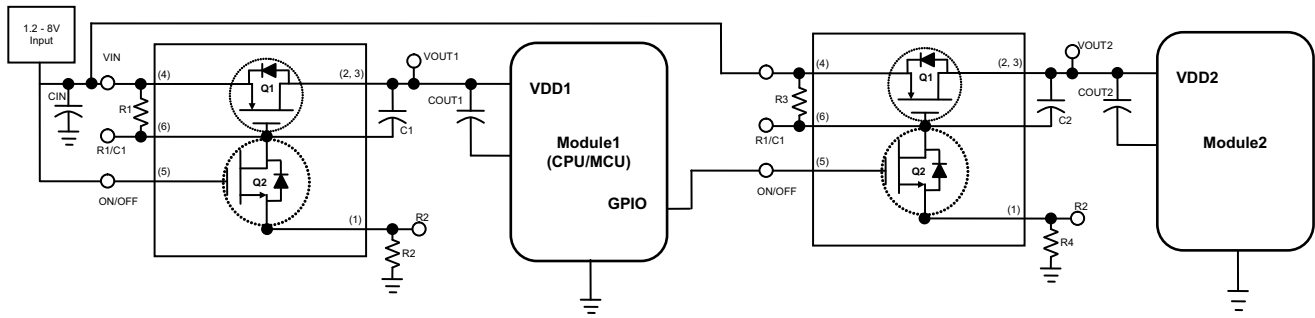 1.2 - 8V
Input
VIN
CIN
R1
R1/C1
ON/OFF
(4)
(6)
(5)
Q1
Q2
(2, 3)
(1)
C1
R2
R2
VOUT1
COUT1
VDD1
Module1
(CPU/MCU)
GPIO
R3
R1/C1
ON/OFF
(4)
(6)
(5)
Q1
Q2
(2, 3)
(1)
C2
R2
R4
VOUT2
COUT2
VDD2
Module2